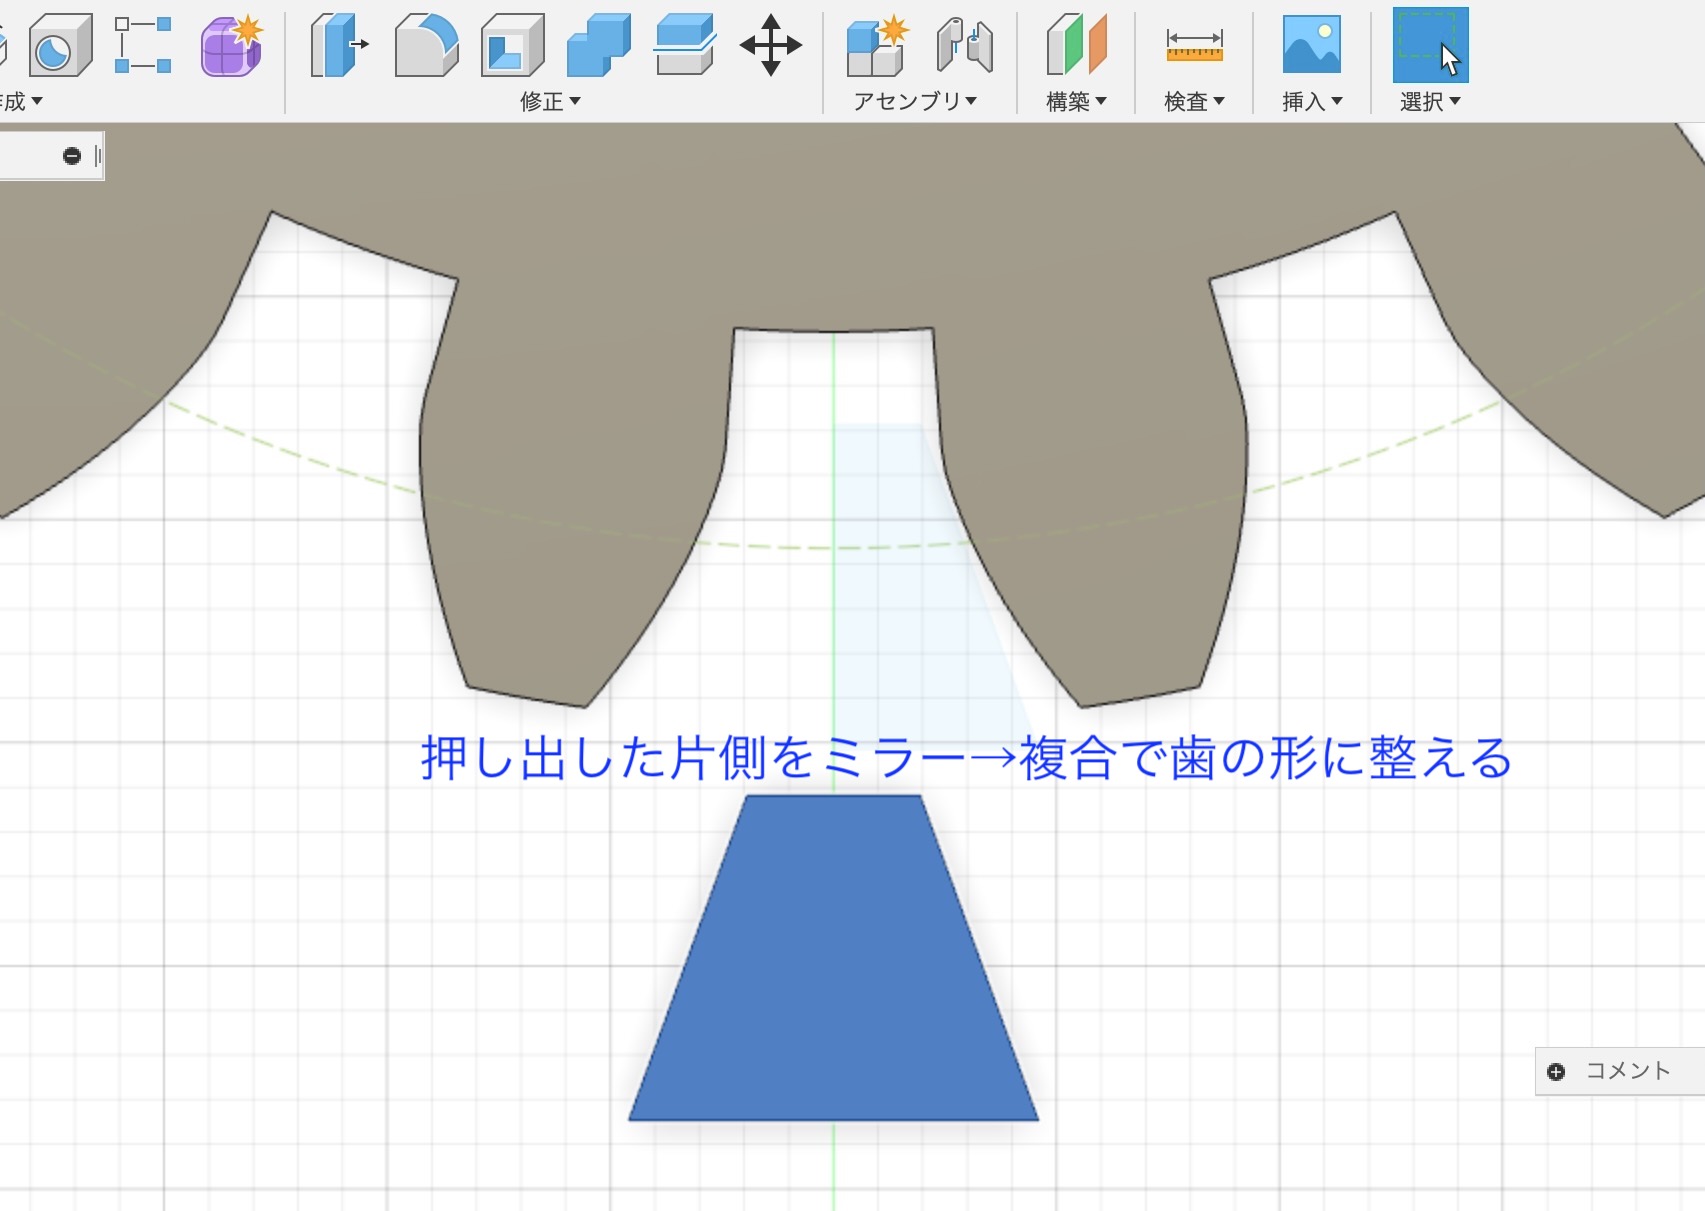 成▼
修正▼
アセンブリ▼
構築▼
検査▼
挿入▼
選択▼
押し出した片側をミラー→複合で歯の形に整える
コメント